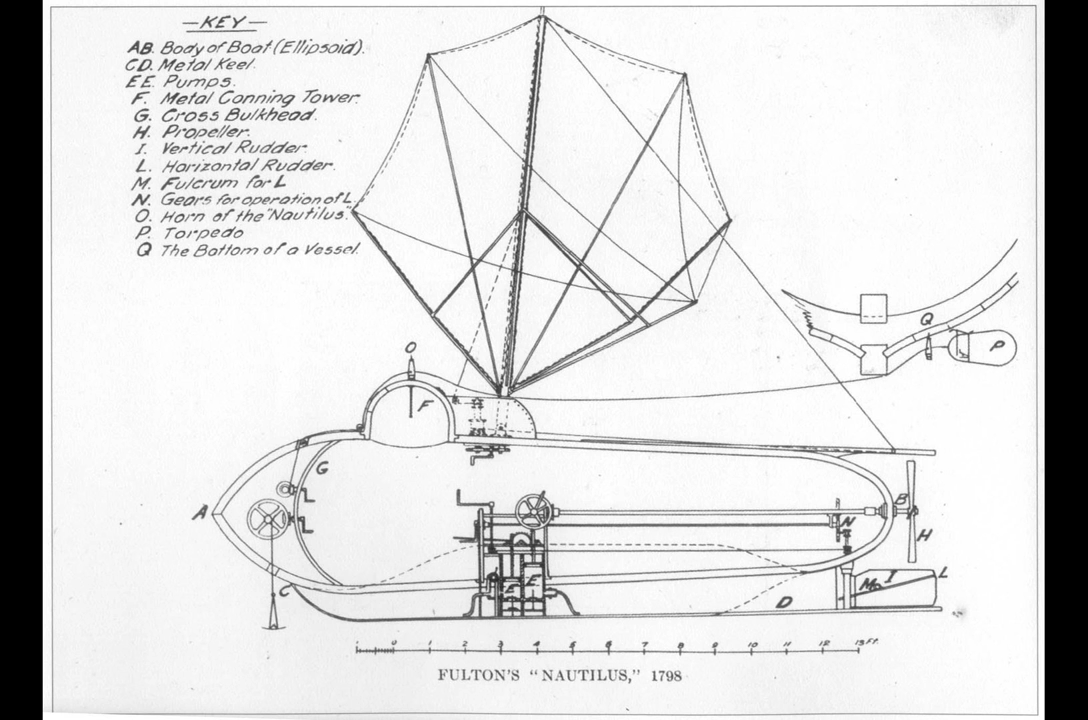 —KEY—
AB. Body of Boat (Ellipsoid).
CD. Metal Keel.
EE. Pumps.
F. Metal Conning Tower.
G. Cross Bulkhead.
H. Propeller.
I. Vertical Rudder.
L. Horizontal Rudder.
M. Fulcrum for L
N. Gears for operation of L
O. Horn of the "Nautilus".
P. Torpedo
Q The Bottom of a Vessel.
Q
P
O
F
G
A
B
N
H
E
E
C
D
M
I
L
1 0 1 2 3 4 5 6 7 8 9 10 11 12 13 Ft.
FULTON'S "NAUTILUS," 1798